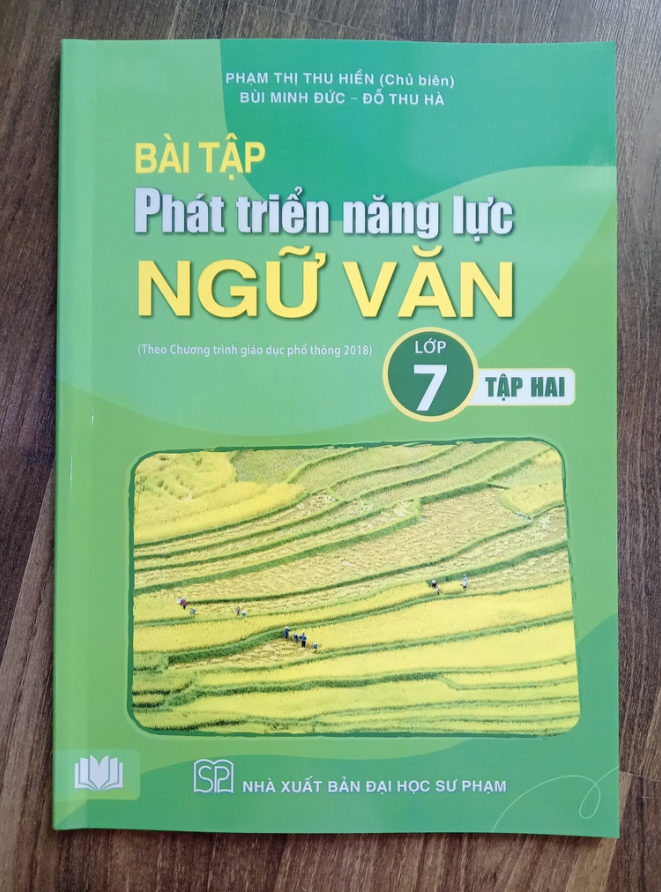 PHẠM THỊ THU HIỀN (Chủ biên)
BÙI MINH ĐỨC – ĐỖ THU HÀ
BÀI TẬP
Phát triển năng lực
NGỮ VĂN
(Theo Chương trình giáo dục phổ thông 2018)
LỚP
7
TẬP HAI
SP
NHÀ XUẤT BẢN ĐẠI HỌC SƯ PHẠM